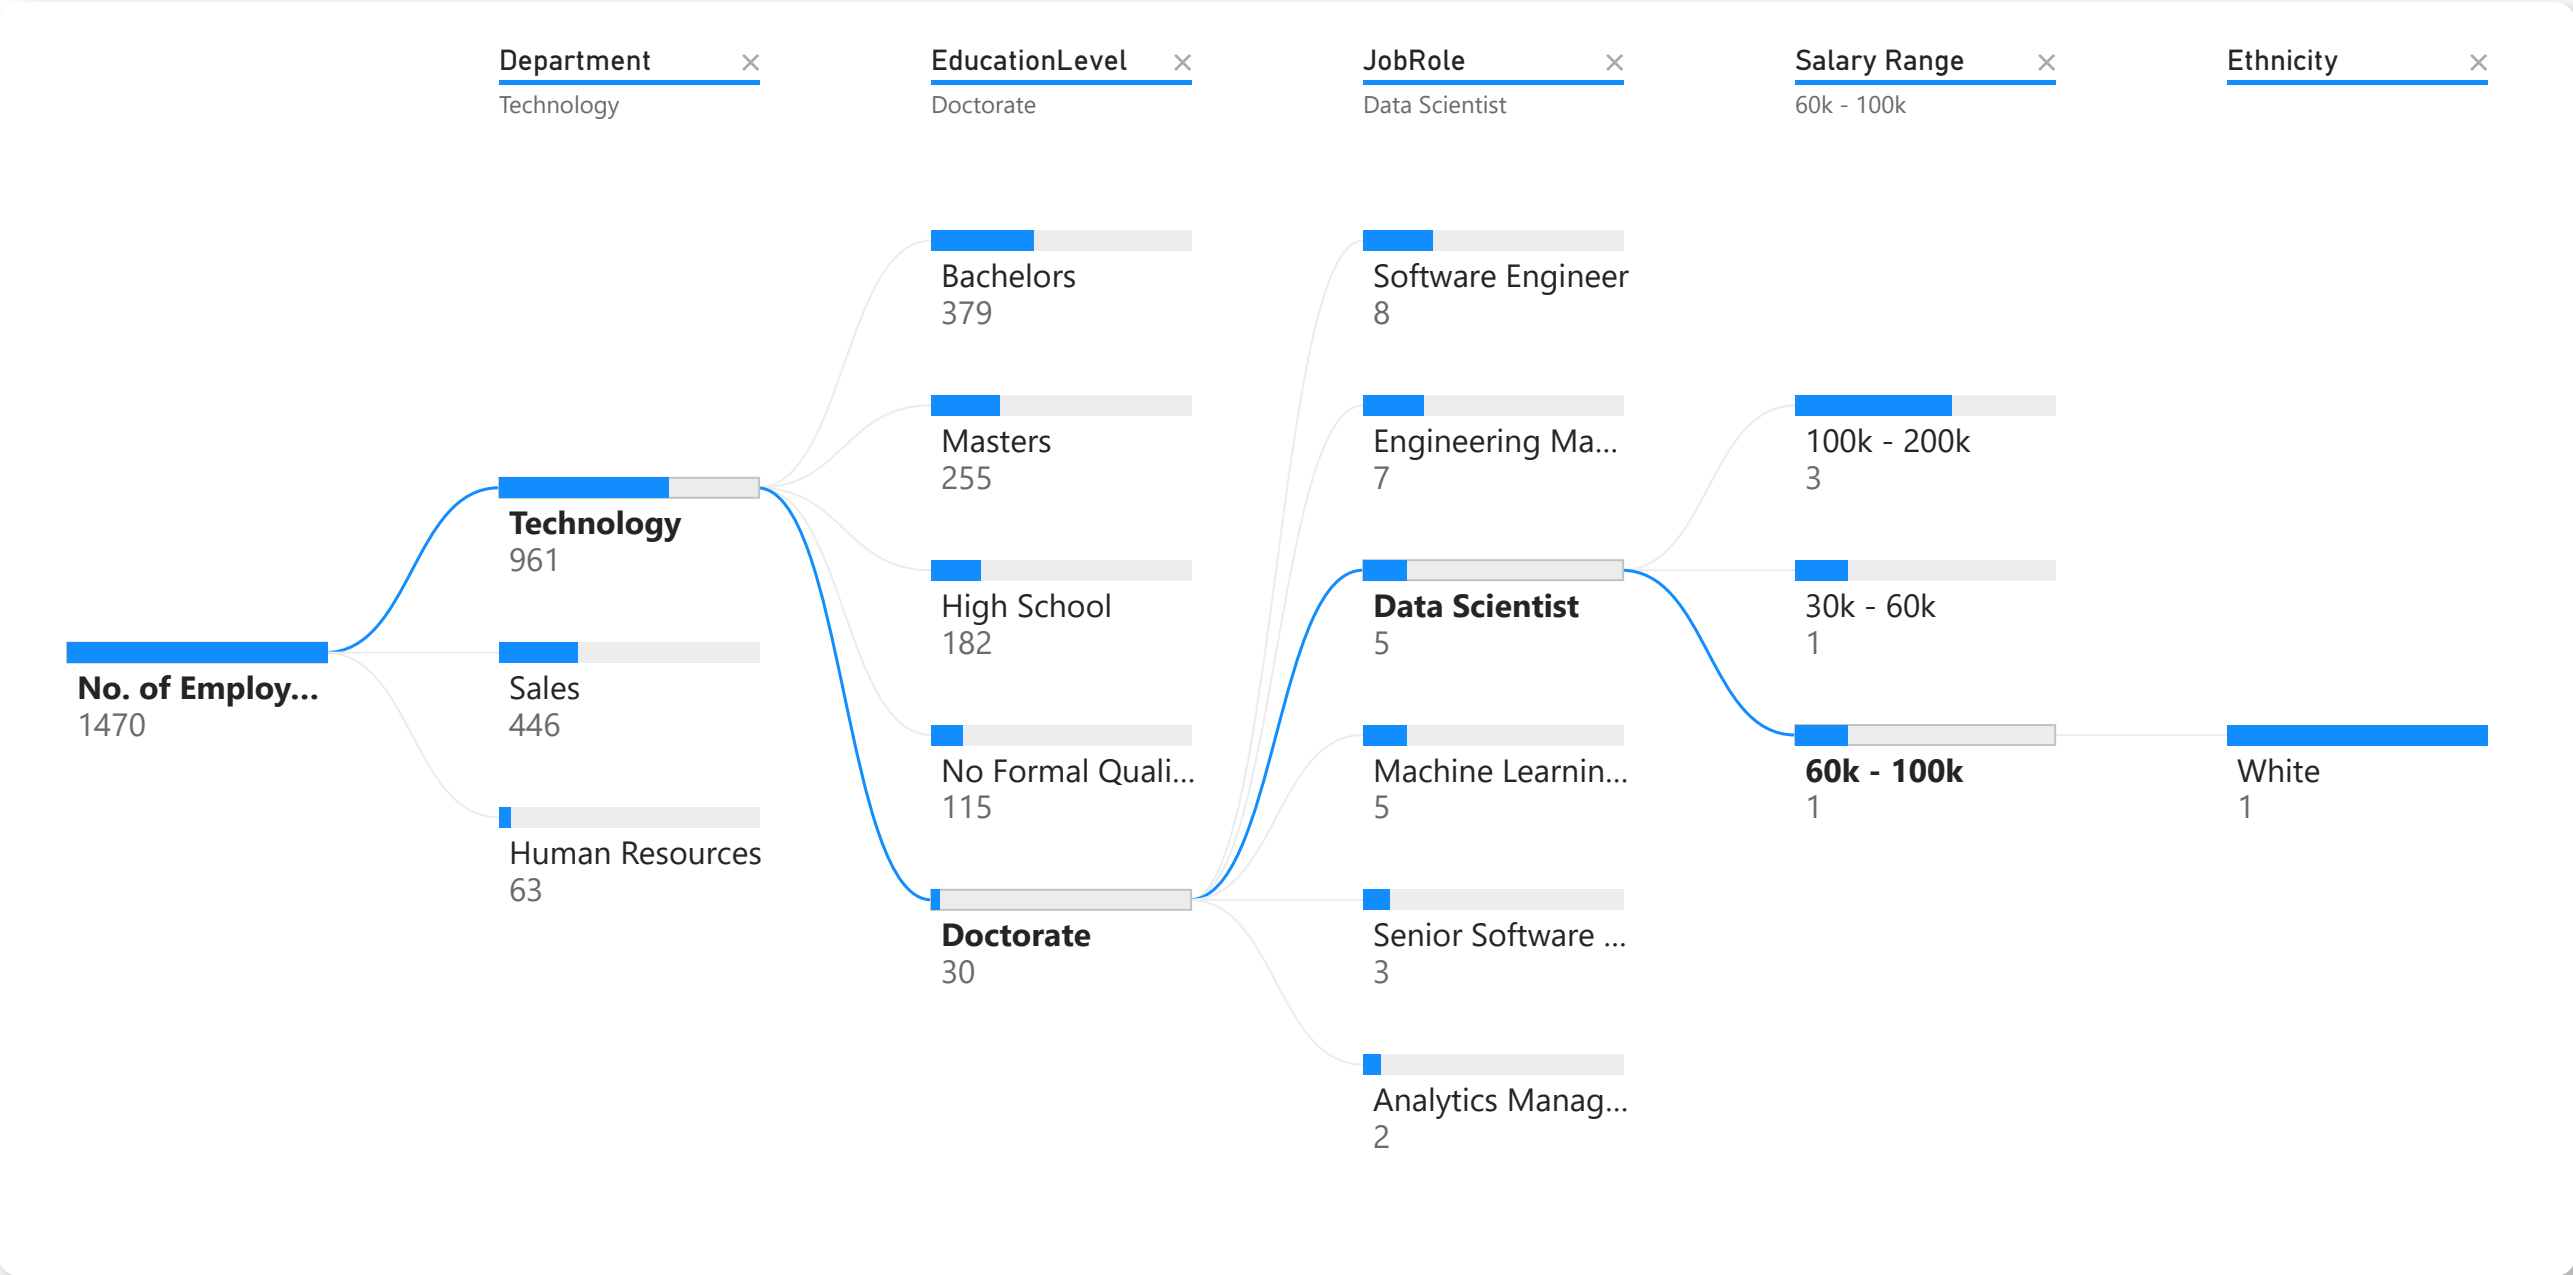 Department
Technology
EducationLevel
Doctorate
JobRole
Data Scientist
Salary Range
60k - 100k
Ethnicity
No. of Employ...
1470
Technology
961
Sales
446
Human Resources
63
Bachelors
379
Masters
255
High School
182
No Formal Quali...
115
Doctorate
30
Software Engineer
8
Engineering Ma...
7
Data Scientist
5
Machine Learnin...
5
Senior Software ...
3
Analytics Manag...
2
100k - 200k
3
30k - 60k
1
60k - 100k
1
White
1